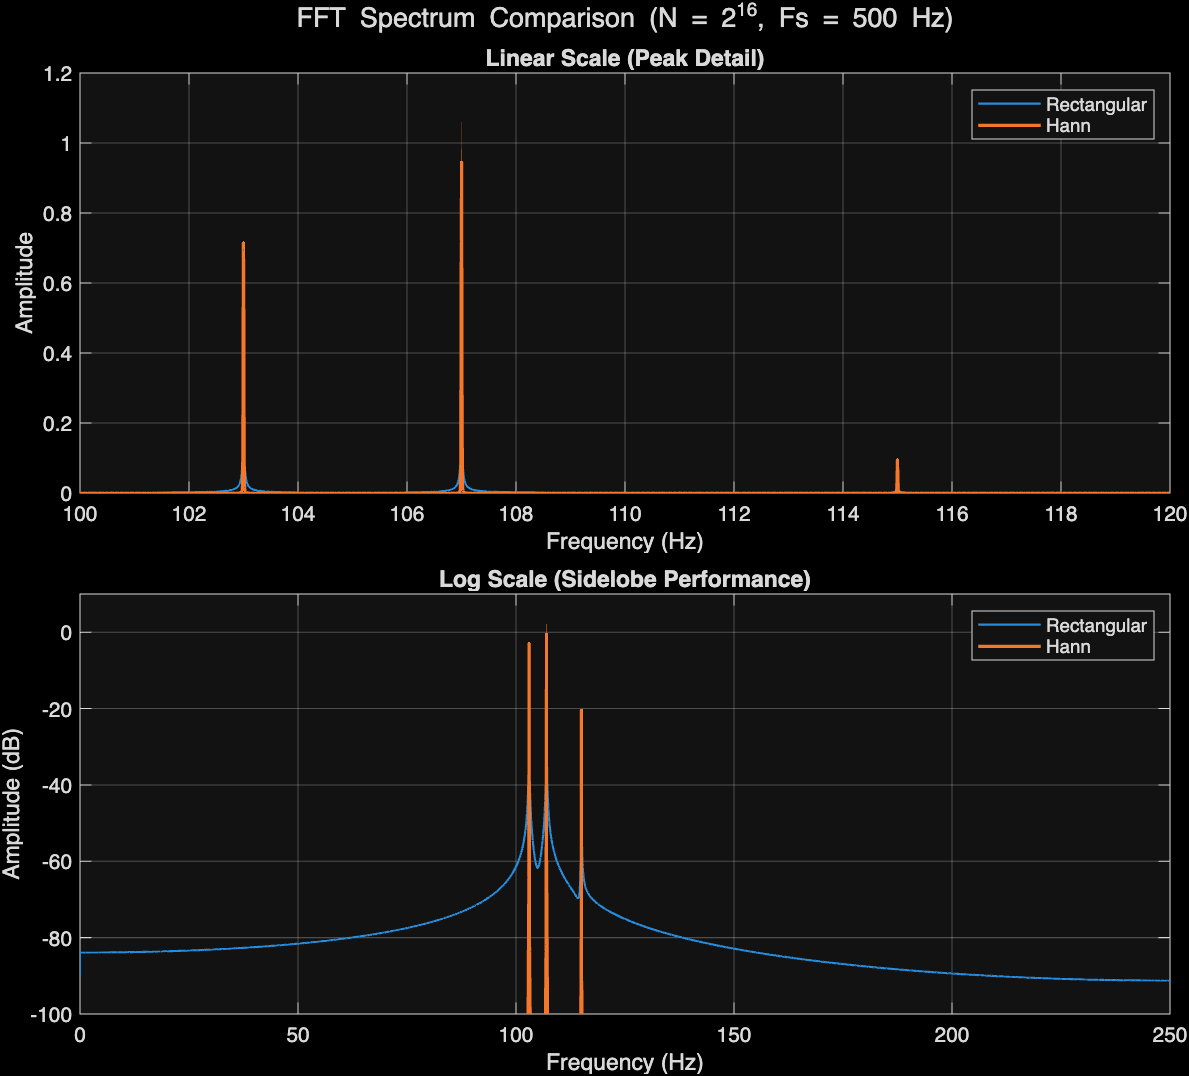 FFT Spectrum Comparison (N = 2^16, Fs = 500 Hz)
Linear Scale (Peak Detail)
1.2
1
0.8
0.6
0.4
0.2
0
Amplitude
Rectangular
Hann
100 102 104 106 108 110 112 114 116 118 120
Frequency (Hz)
Log Scale (Sidelobe Performance)
0
-20
-40
-60
-80
-100
Amplitude (dB)
Rectangular
Hann
0 50 100 150 200 250
Frequency (Hz)